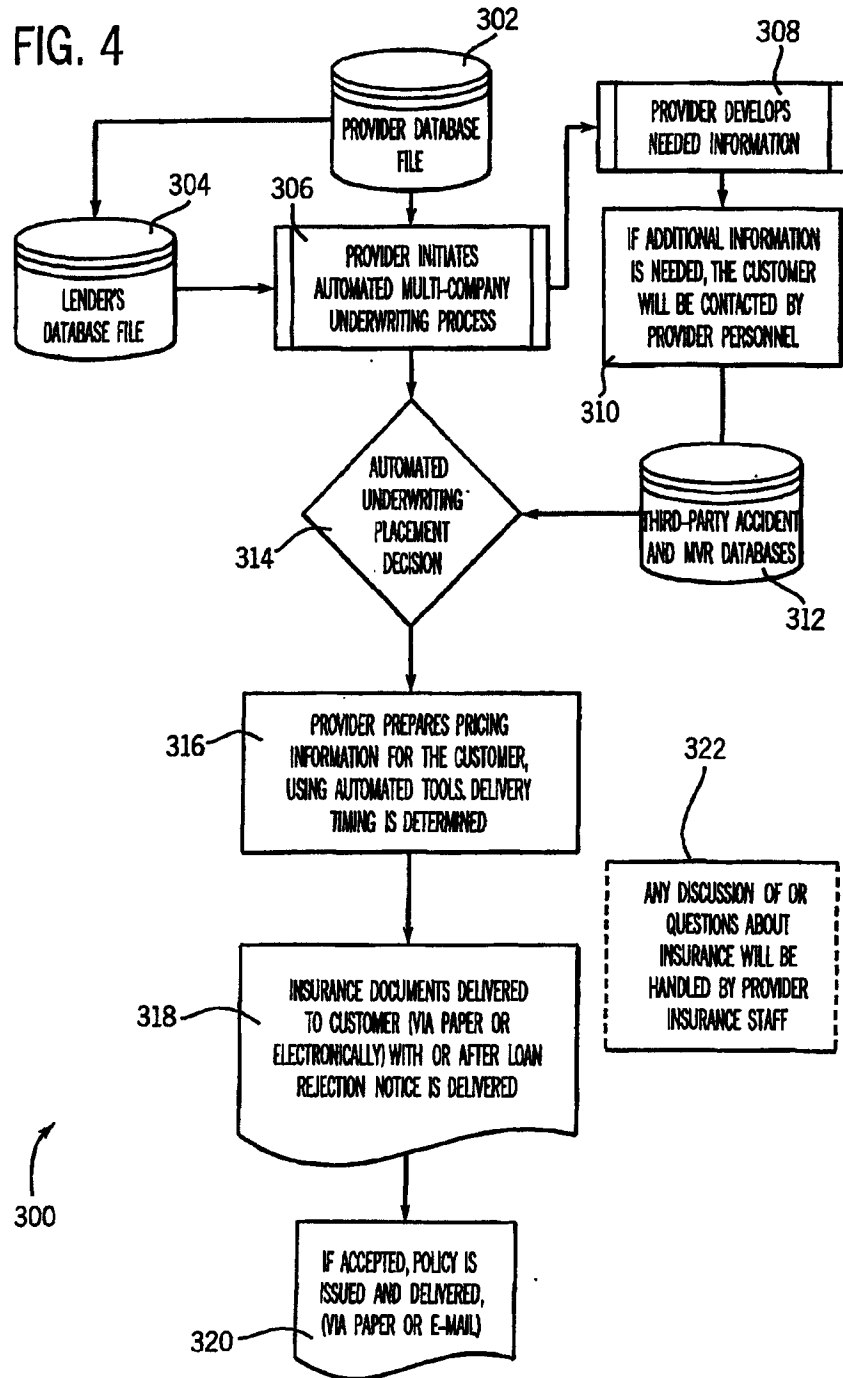 FIG. 4
302
PROVIDER DATABASE
FILE
308
PROVIDER DEVELOPS
NEEDED INFORMATION
304
LENDER'S
DATABASE FILE
306
PROVIDER INITIATES
AUTOMATED MULTI-COMPANY
UNDERWRITING PROCESS
IF ADDITIONAL INFORMATION
IS NEEDED, THE CUSTOMER
WILL BE CONTACTED BY
PROVIDER PERSONNEL
310
AUTOMATED
UNDERWRITING
PLACEMENT
DECISION
314
THIRD-PARTY ACCIDENT
AND MVR DATABASES
312
316
PROVIDER PREPARES PRICING
INFORMATION FOR THE CUSTOMER,
USING AUTOMATED TOOLS. DELIVERY
TIMING IS DETERMINED
322
ANY DISCUSSION OF OR
QUESTIONS ABOUT
INSURANCE WILL BE
HANDLED BY PROVIDER
INSURANCE STAFF
318
INSURANCE DOCUMENTS DELIVERED
TO CUSTOMER (VIA PAPER OR
ELECTRONICALLY) WITH OR AFTER LOAN
REJECTION NOTICE IS DELIVERED
300
IF ACCEPTED, POLICY IS
ISSUED AND DELIVERED,
(VIA PAPER OR E-MAIL)
320